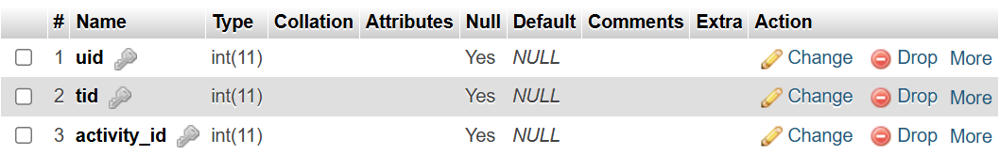 # Name Type Collation Attributes Null Default Comments Extra Action
1 uid int(11) Yes NULL Change Drop More
2 tid int(11) Yes NULL Change Drop More
3 activity_id int(11) Yes NULL Change Drop More